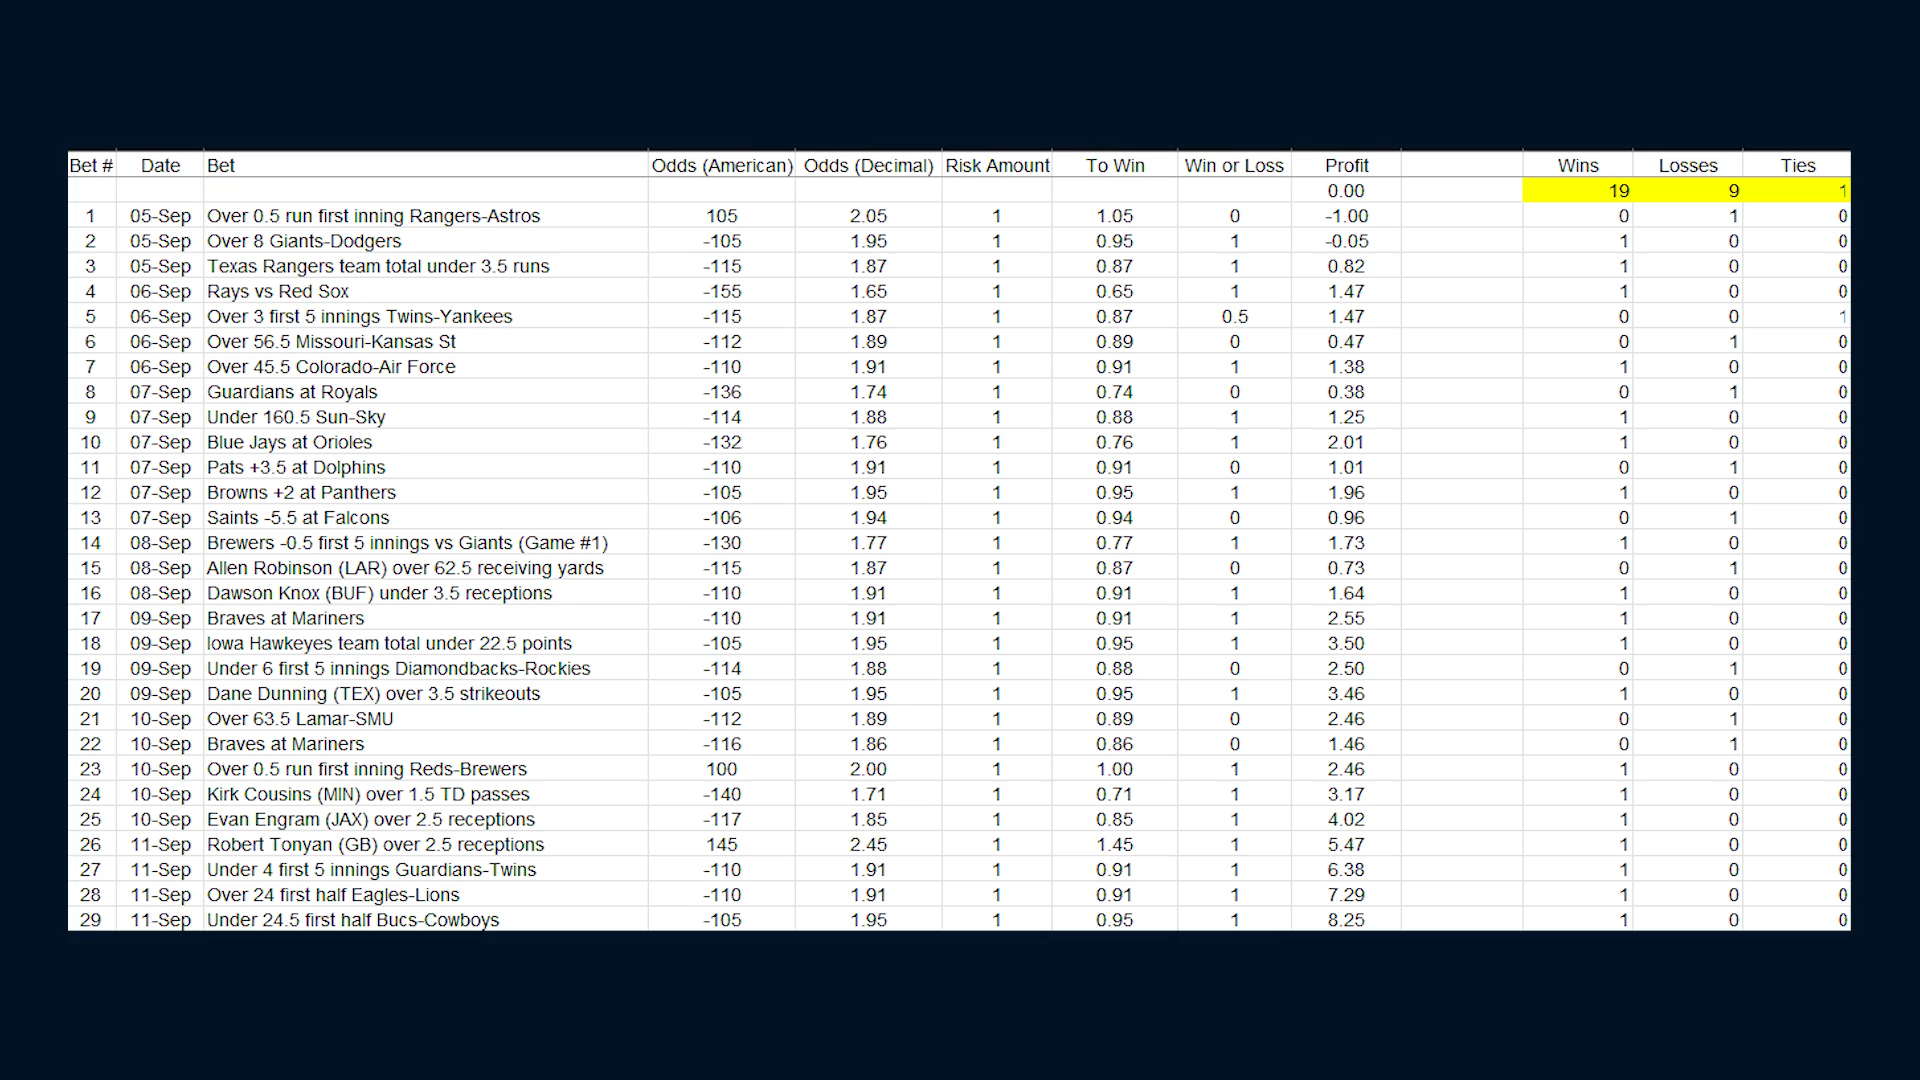 Bet # Date Bet Odds (American) Odds (Decimal) Risk Amount To Win Win or Loss Profit Wins Losses Ties
0.00 19 9 1
1 05-Sep Over 0.5 run first inning Rangers-Astros 105 2.05 1 1.05 0 -1.00 0 1 0
2 05-Sep Over 8 Giants-Dodgers -105 1.95 1 0.95 1 -0.05 1 0 0
3 05-Sep Texas Rangers team total under 3.5 runs -115 1.87 1 0.87 1 0.82 1 0 0
4 06-Sep Rays vs Red Sox -155 1.65 1 0.65 1 1.47 1 0 0
5 06-Sep Over 3 first 5 innings Twins-Yankees -115 1.87 1 0.87 0.5 1.47 0 0 1
6 06-Sep Over 56.5 Missouri-Kansas St -112 1.89 1 0.89 0 0.47 0 1 0
7 06-Sep Over 45.5 Colorado-Air Force -110 1.91 1 0.91 1 1.38 1 0 0
8 07-Sep Guardians at Royals -136 1.74 1 0.74 0 0.38 0 1 0
9 07-Sep Under 160.5 Sun-Sky -114 1.88 1 0.88 1 1.25 1 0 0
10 07-Sep Blue Jays at Orioles -132 1.76 1 0.76 1 2.01 1 0 0
11 07-Sep Pats +3.5 at Dolphins -110 1.91 1 0.91 0 1.01 0 1 0
12 07-Sep Browns +2 at Panthers -105 1.95 1 0.95 1 1.96 1 0 0
13 07-Sep Saints -5.5 at Falcons -106 1.94 1 0.94 0 0.96 0 1 0
14 08-Sep Brewers -0.5 first 5 innings vs Giants (Game #1) -130 1.77 1 0.77 1 1.73 1 0 0
15 08-Sep Allen Robinson (LAR) over 62.5 receiving yards -115 1.87 1 0.87 0 0.73 0 1 0
16 08-Sep Dawson Knox (BUF) under 3.5 receptions -110 1.91 1 0.91 1 1.64 1 0 0
17 09-Sep Braves at Mariners -110 1.91 1 0.91 1 2.55 1 0 0
18 09-Sep Iowa Hawkeyes team total under 22.5 points -105 1.95 1 0.95 1 3.50 1 0 0
19 09-Sep Under 6 first 5 innings Diamondbacks-Rockies -114 1.88 1 0.88 0 2.50 0 1 0
20 09-Sep Dane Dunning (TEX) over 3.5 strikeouts -105 1.95 1 0.95 1 3.46 1 0 0
21 10-Sep Over 63.5 Lamar-SMU -112 1.89 1 0.89 0 2.46 0 1 0
22 10-Sep Braves at Mariners -116 1.86 1 0.86 0 1.46 0 1 0
23 10-Sep Over 0.5 run first inning Reds-Brewers 100 2.00 1 1.00 1 2.46 1 0 0
24 10-Sep Kirk Cousins (MIN) over 1.5 TD passes -140 1.71 1 0.71 1 3.17 1 0 0
25 10-Sep Evan Engram (JAX) over 2.5 receptions -117 1.85 1 0.85 1 4.02 1 0 0
26 11-Sep Robert Tonyan (GB) over 2.5 receptions 145 2.45 1 1.45 1 5.47 1 0 0
27 11-Sep Under 4 first 5 innings Guardians-Twins -110 1.91 1 0.91 1 6.38 1 0 0
28 11-Sep Over 24 first half Eagles-Lions -110 1.91 1 0.91 1 7.29 1 0 0
29 11-Sep Under 24.5 first half Bucs-Cowboys -105 1.95 1 0.95 1 8.25 1 0 0